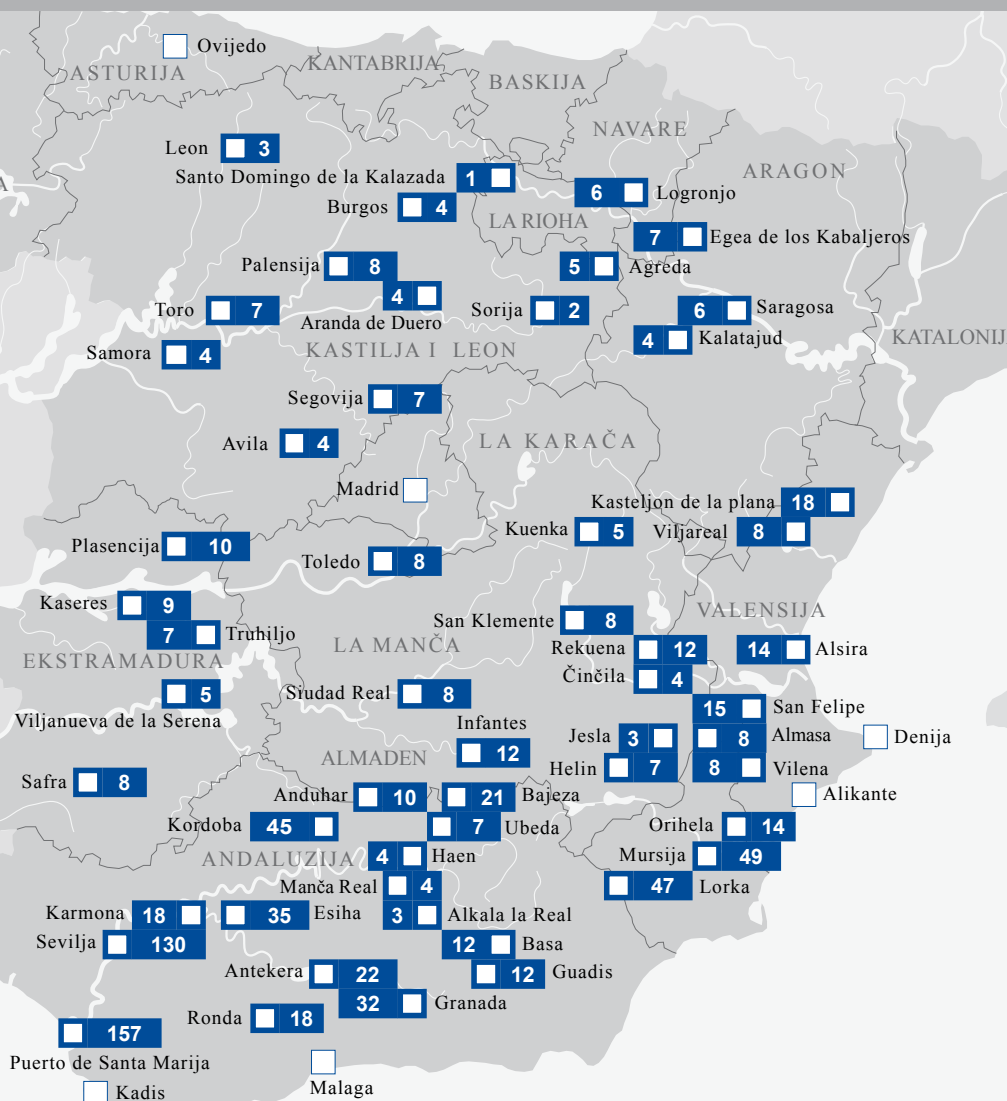 Ovijedo
ASTURIJA
KANTABRIJA
BASKIJA
NAVARE
Leon 3
ARAGON
Santo Domingo de la Kalazada 1
A
6 Logronjo
Burgos 4
LA RIOHA
7 Egea de los Kabaljeros
Palensija 8
5 Agreda
4
Aranda de Duero
Toro 7
Sorija 2
6 Saragosa
4 Kalatajud
KATALONIJ
Samora 4
KASTILJA I LEON
Segovija 7
Avila 4
LA KARAČA
Madrid
Kasteljon de la plana 18
Kuenka 5
Viljareal 8
Plasencija 10
Toledo 8
Kaseres 9
VALENSIJA
San Klemente 8
7 Truhiljo
LA MANČA
Rekuena 12
14 Alsira
EKSTRAMADURA
Činčila 4
5
Siudad Real 8
15 San Felipe
Viljanueva de la Serena
Infantes
12
Jesla 3
8 Almasa
Denija
ALMADEN
Helin 7
8 Vilena
Safra 8
Anduhar 10
21 Bajeza
Alikante
Kordoba 45
7 Ubeda
Orihela 14
ANDALUZIJA
4 Haen
Mursija 49
Manča Real 4
47 Lorka
Karmona 18
35 Esiha
3 Alkala la Real
Sevilja 130
12 Basa
Antekera 22
12 Guadis
32 Granada
Ronda 18
157
Puerto de Santa Marija
Malaga
Kadis